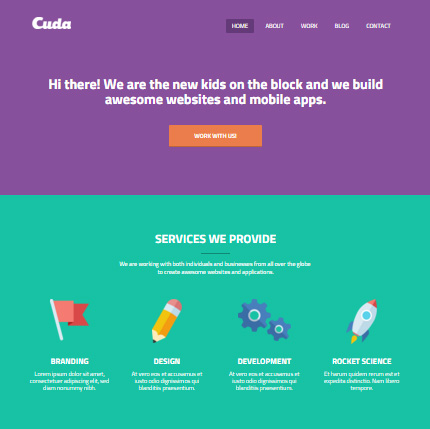 Cuda
HOME ABOUT WORK BLOG CONTACT
Hi there! We are the new kids on the block and we build
awesome websites and mobile apps.
WORK WITH US!
SERVICES WE PROVIDE
We are working with both individuals and businesses from all over the globe
to create awesome websites and applications.
BRANDING
Lorem ipsum dolor sit amet,
consectetuer adipiscing elit, sed
diam nonummy nibh.
DESIGN
At vero eos et accusamus et
iusto odio dignissimos qui
blanditiis praesentium.
DEVELOPMENT
At vero eos et accusamus et
iusto odio dignissimos qui
blanditiis praesentium.
ROCKET SCIENCE
Et harum quidem rerum est et
expedita distinctio. Nam libero
tempore.